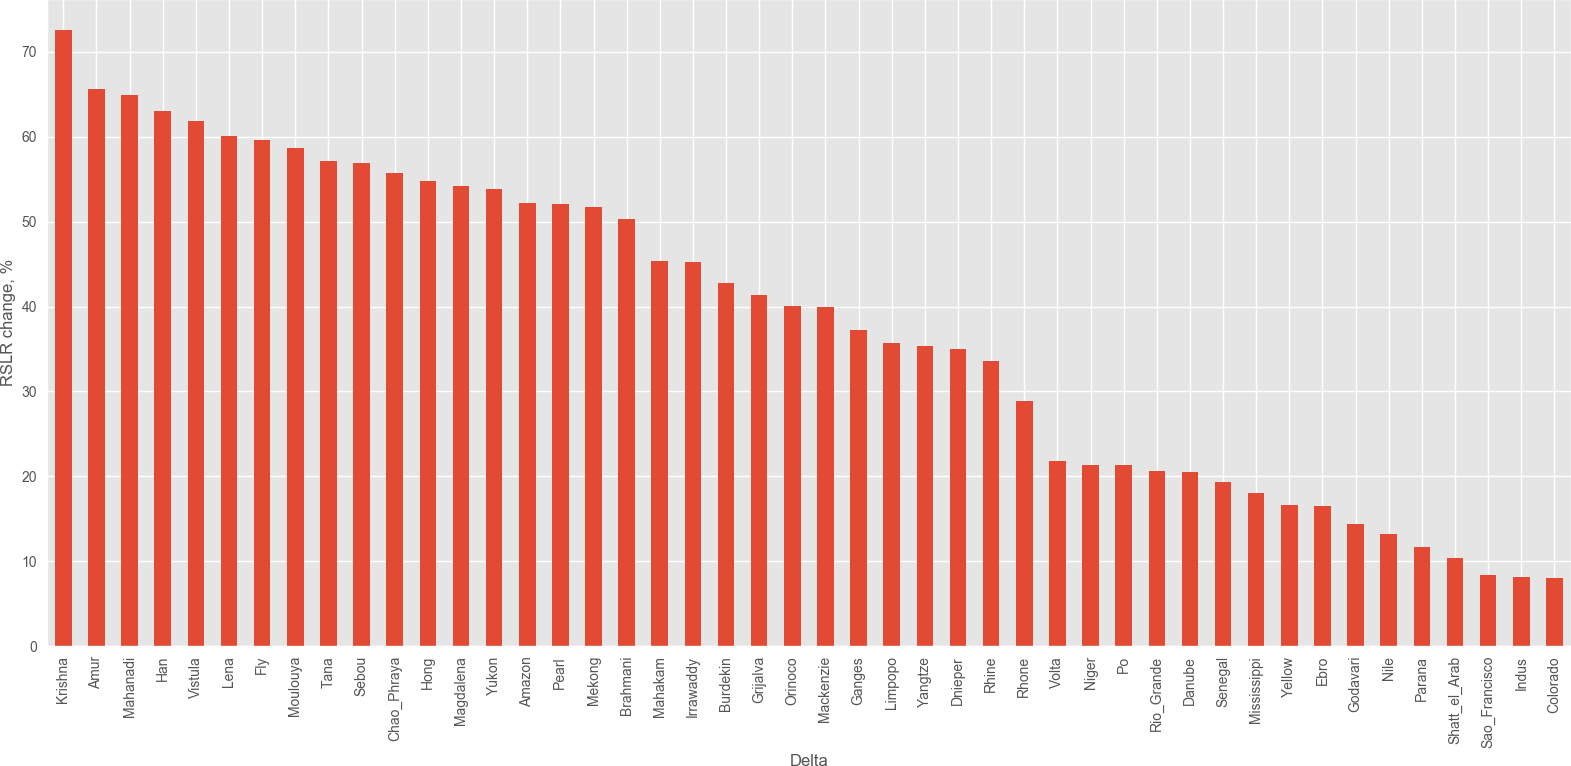 RSLR change, %
70
60
50
40
30
20
10
0
Krishna
Amur
Mahanadi
Han
Vistula
Lena
Fly
Moulouya
Tana
Sebou
Chao_Phraya
Hong
Magdalena
Yukon
Amazon
Pearl
Mekong
Brahmani
Mahakam
Irrawaddy
Burdekin
Grijalva
Orinoco
Mackenzie
Ganges
Limpopo
Yangtze
Dnieper
Rhine
Rhone
Volta
Niger
Po
Rio_Grande
Danube
Senegal
Mississippi
Yellow
Ebro
Godavari
Nile
Parana
Shatt_el_Arab
Sao_Francisco
Indus
Colorado
Delta